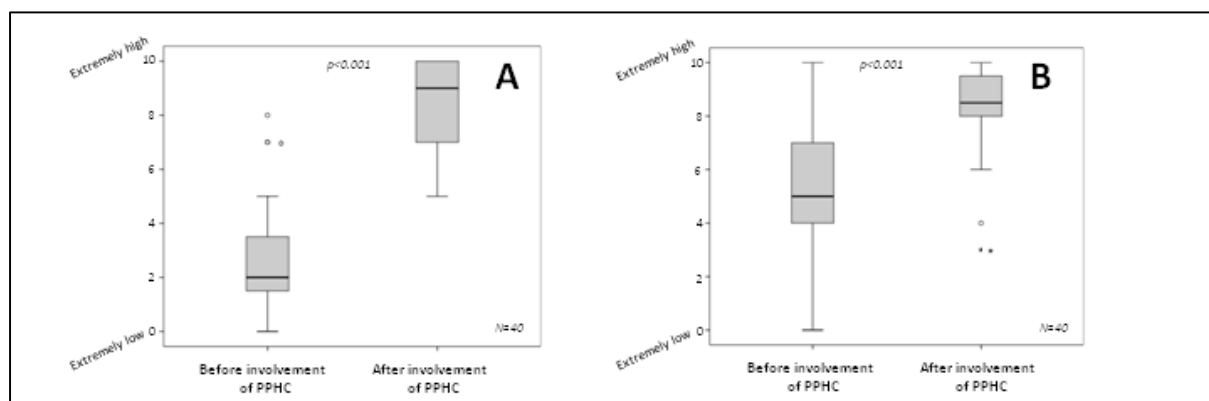 Extremely high
10
p<0.001
A
8
6
4
2
0
Extremely low
N=40
Before involvement
of PPHC
After involvement
of PPHC
Extremely high
10
p<0.001
B
8
6
4
2
0
Extremely low
N=40
Before involvement
of PPHC
After involvement
of PPHC